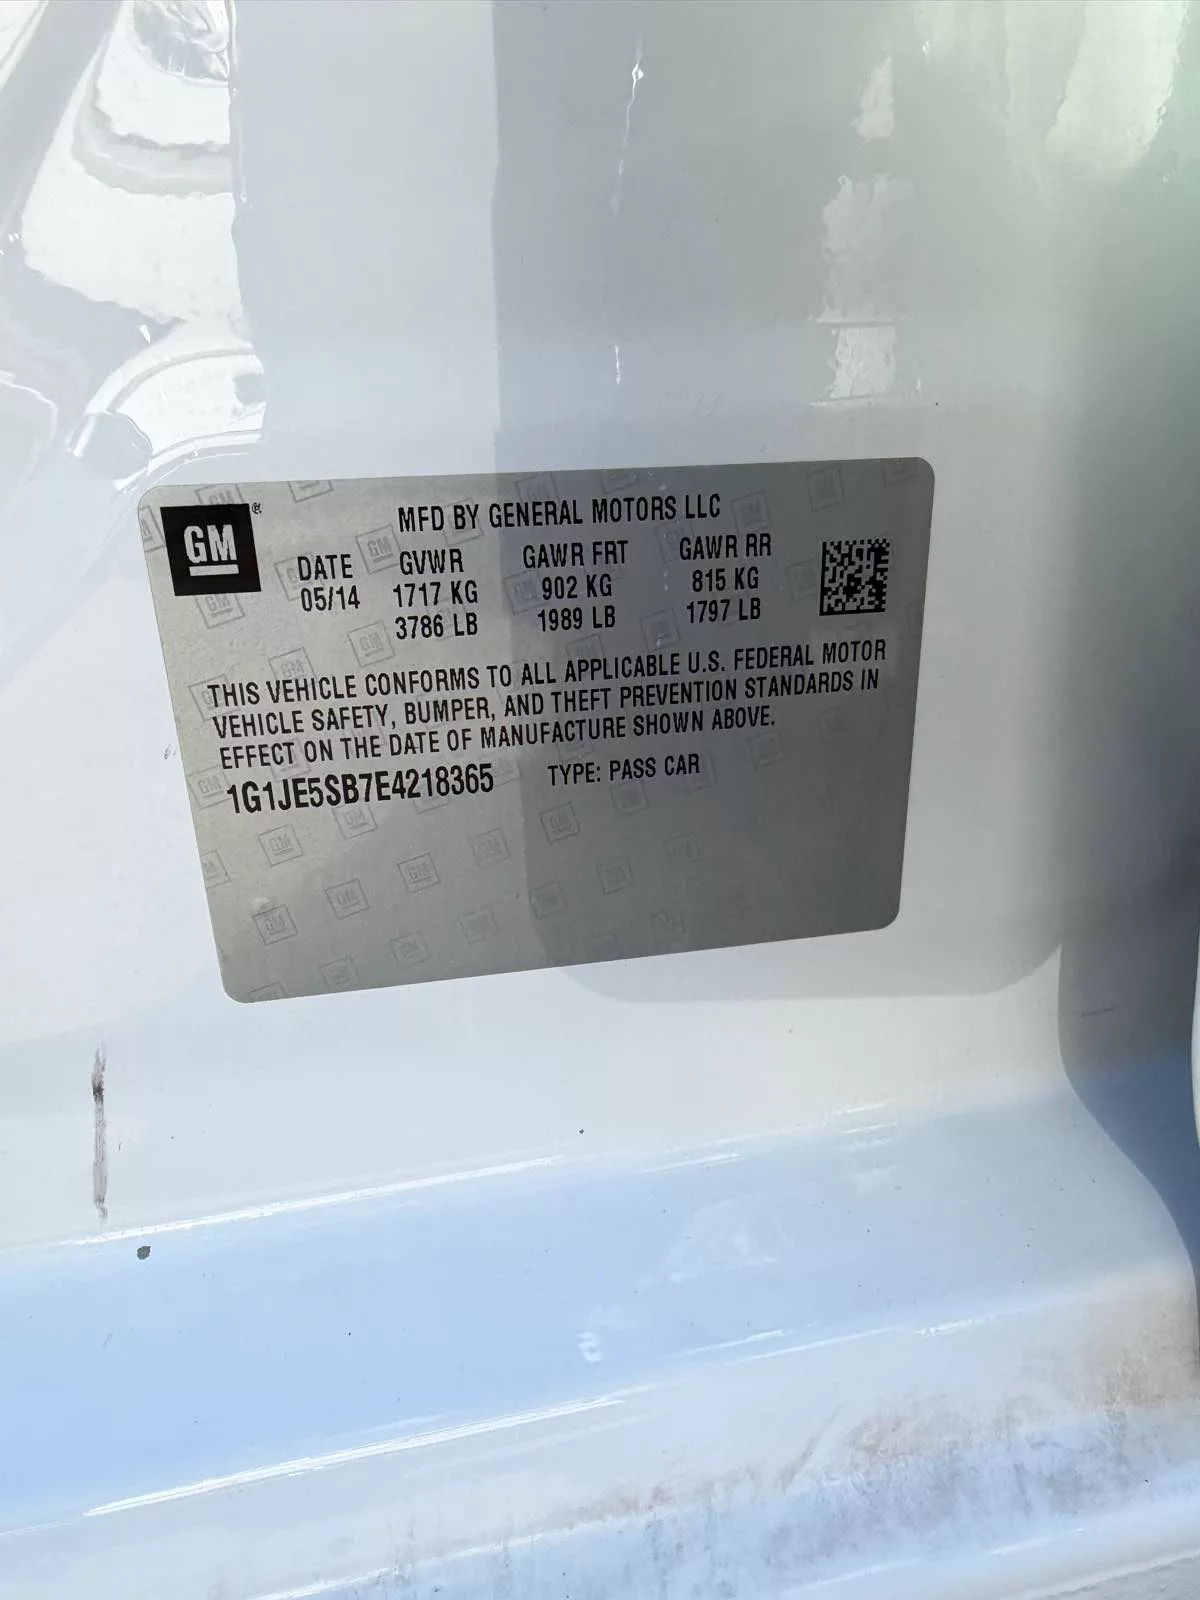 GM
MFD BY GENERAL MOTORS LLC
DATE GVWR GAWR FRT GAWR RR
05/14 1717 KG 902 KG 815 KG
3786 LB 1989 LB 1797 LB
THIS VEHICLE CONFORMS TO ALL APPLICABLE U.S. FEDERAL MOTOR
VEHICLE SAFETY, BUMPER, AND THEFT PREVENTION STANDARDS IN
EFFECT ON THE DATE OF MANUFACTURE SHOWN ABOVE.
1G1JE5SB7E4218365 TYPE: PASS CAR